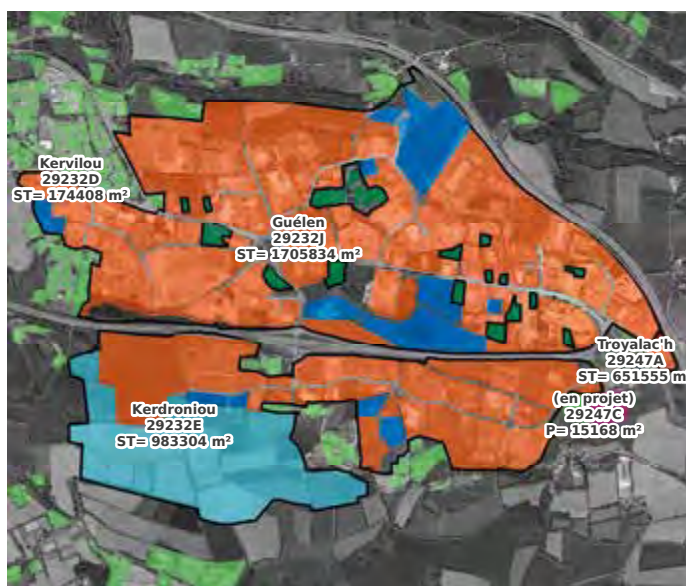 Kervilou
29232D
ST= 174408 m²
Guélen
29232J
ST= 1705834 m²
Troyalac'h
29247A
ST= 651555 m
(en projet)
29247C
P= 15168 m²
Kerdroniou
29232E
ST= 983304 m²